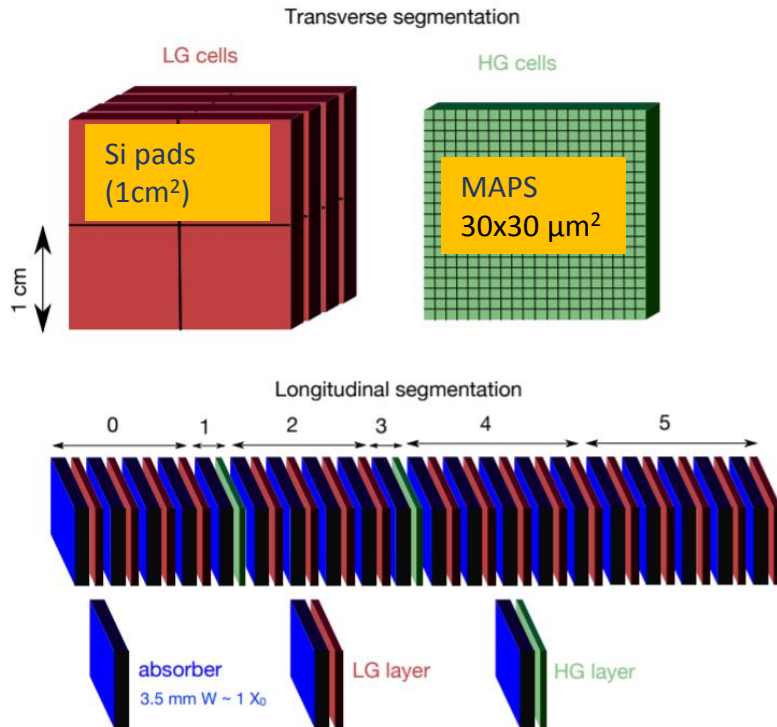 Transverse segmentation
LG cells
HG cells
Si pads
(1cm²)
MAPS
30x30 µm²
1 cm
Longitudinal segmentation
0 1 2 3 4 5
absorber
3.5 mm W ~ 1 X₀
LG layer
HG layer